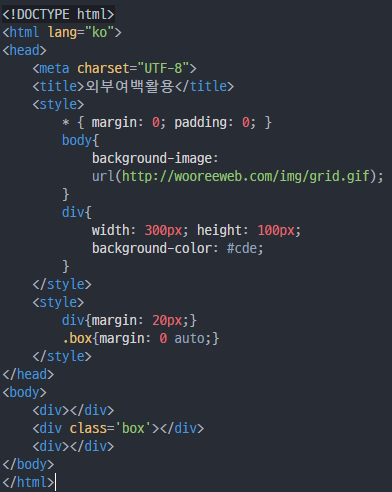 <!DOCTYPE html>
<html lang="ko">
<head>
    <meta charset="UTF-8">
    <title>외부여백활용</title>
    <style>
        * { margin: 0; padding: 0; }
        body{
            background-image:
            url(http://wooreeweb.com/img/grid.gif);
        }
        div{
            width: 300px; height: 100px;
            background-color: #cde;
        }
    </style>
    <style>
        div{margin: 20px;}
        .box{margin: 0 auto;}
    </style>
</head>
<body>
    <div></div>
    <div class='box'></div>
    <div></div>
</body>
</html>